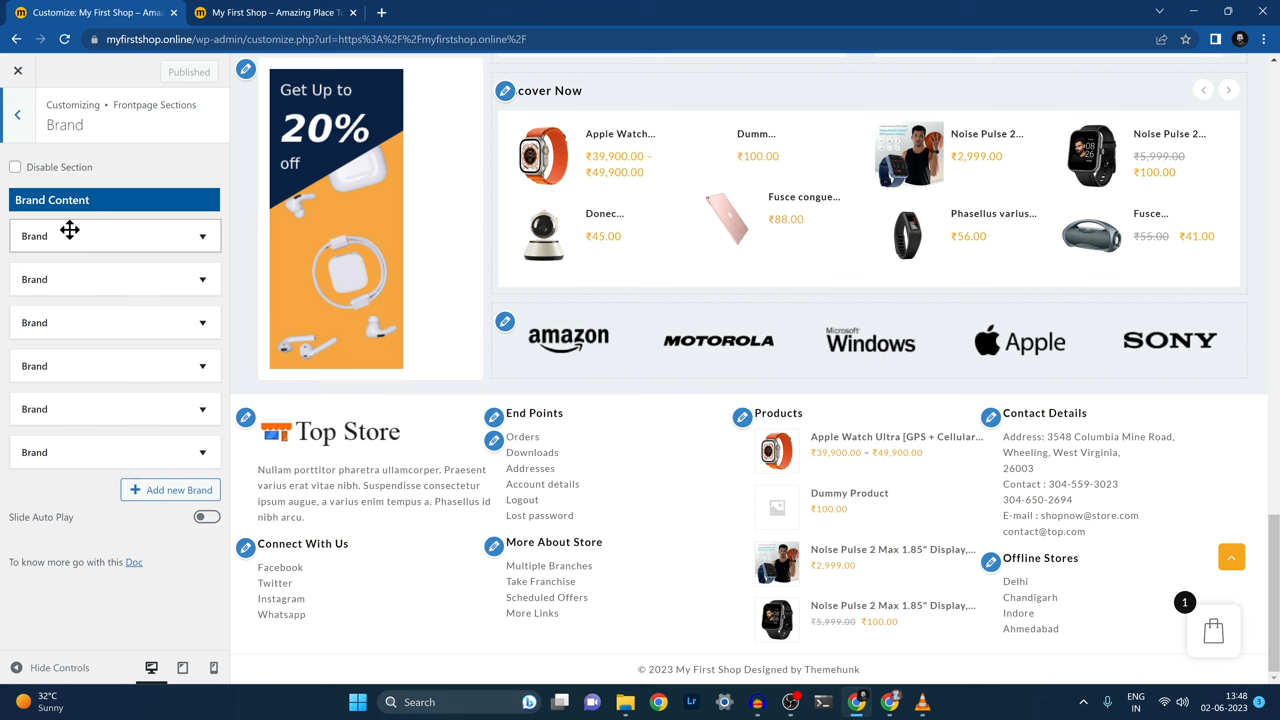 Customize: My First Shop – Amazi
My First Shop – Amazing Place To
myfirstshop.online/wp-admin/customize.php?url=https%3A%2F%2Fmyfirstshop.online%2F
Published
Customizing ▸ Frontpage Sections
Brand
Disable Section
Brand Content
Brand
Brand
Brand
Brand
Brand
Brand
Add new Brand
Slide Auto Play
To know more go with this Doc
Hide Controls
Get Up to
20%
off
cover Now
Apple Watch...
₹39,900.00 –
₹49,900.00
Dumm...
₹100.00
Noise Pulse 2...
₹2,999.00
Noise Pulse 2...
₹5,999.00
₹100.00
Donec...
₹45.00
Fusce congue...
₹88.00
Phasellus varius...
₹56.00
Fusce...
₹55.00 ₹41.00
amazon
MOTOROLA
Microsoft
Windows
Apple
SONY
Top Store
Nullam porttitor pharetra ullamcorper. Praesent
varius erat vitae nibh. Suspendisse consectetur
ipsum augue, a varius enim tempus a. Phasellus id
nibh arcu.
Connect With Us
Facebook
Twitter
Instagram
Whatsapp
End Points
Orders
Downloads
Addresses
Account details
Logout
Lost password
More About Store
Multiple Branches
Take Franchise
Scheduled Offers
More Links
Products
Apple Watch Ultra [GPS + Cellular...
₹39,900.00 – ₹49,900.00
Dummy Product
₹100.00
Noise Pulse 2 Max 1.85" Display,...
₹2,999.00
Noise Pulse 2 Max 1.85" Display,...
₹5,999.00 ₹100.00
Contact Details
Address: 3548 Columbia Mine Road,
Wheeling, West Virginia,
26003
Contact : 304-559-3023
304-650-2694
E-mail : shopnow@store.com
contact@top.com
Offline Stores
Delhi
Chandigarh
Indore
Ahmedabad
1
© 2023 My First Shop Designed by Themehunk
32°C
Sunny
Search
Lr
ENG
IN
13:48
02-06-2023
3